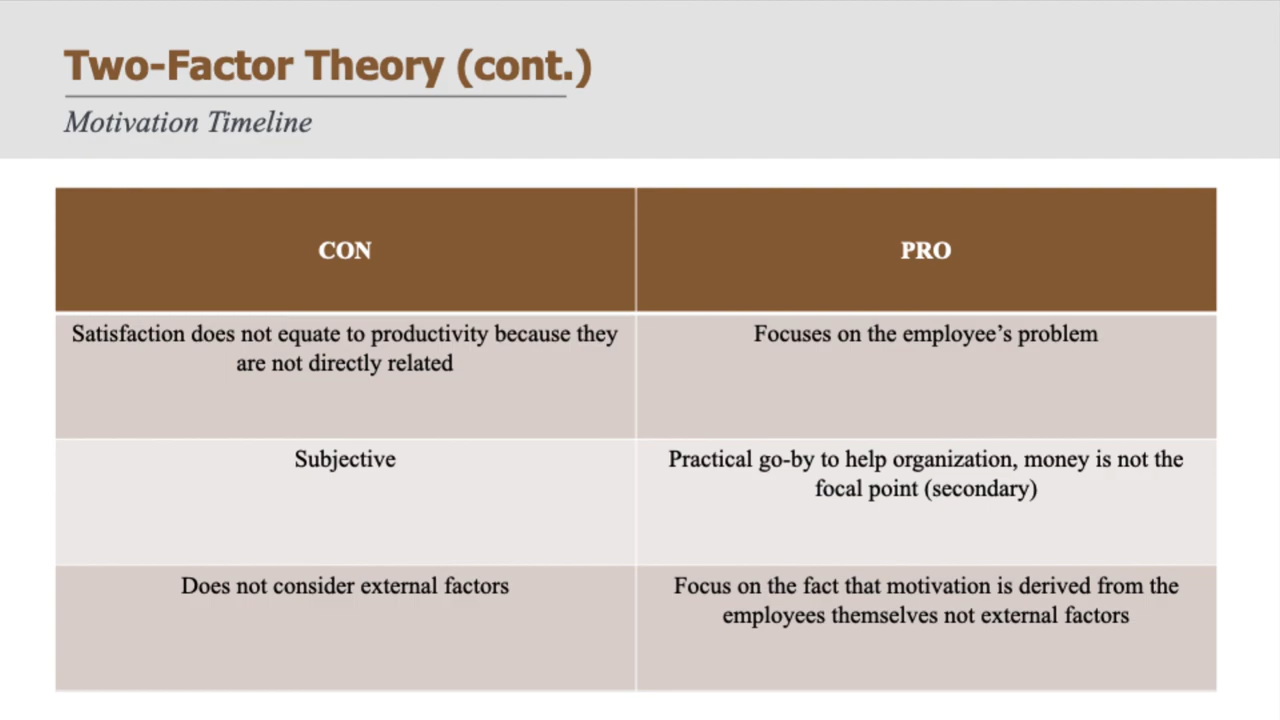 Two-Factor Theory (cont.)
Motivation Timeline
CON
PRO
Satisfaction does not equate to productivity because they
are not directly related
Focuses on the employee’s problem
Subjective
Practical go-by to help organization, money is not the
focal point (secondary)
Does not consider external factors
Focus on the fact that motivation is derived from the
employees themselves not external factors